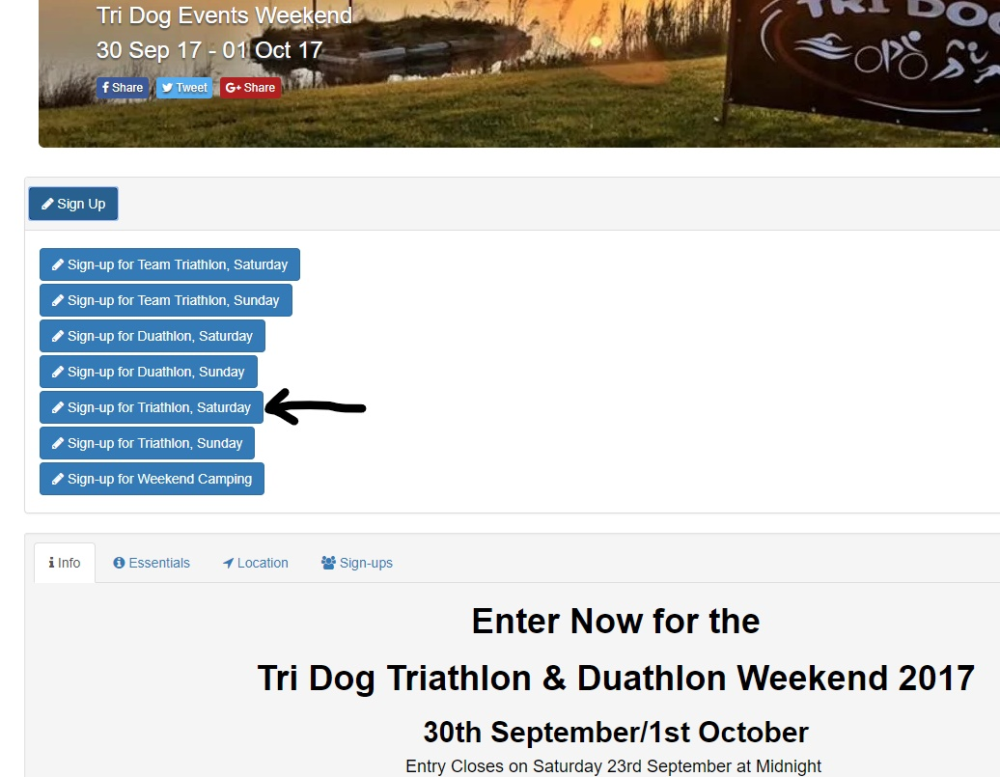 Tri Dog Events Weekend
TRI DOG
30 Sep 17 - 01 Oct 17
Share Tweet G+ Share
Sign Up
Sign-up for Team Triathlon, Saturday
Sign-up for Team Triathlon, Sunday
Sign-up for Duathlon, Saturday
Sign-up for Duathlon, Sunday
Sign-up for Triathlon, Saturday
Sign-up for Triathlon, Sunday
Sign-up for Weekend Camping
Info Essentials Location Sign-ups
Enter Now for the
Tri Dog Triathlon & Duathlon Weekend 2017
30th September/1st October
Entry Closes on Saturday 23rd September at Midnight